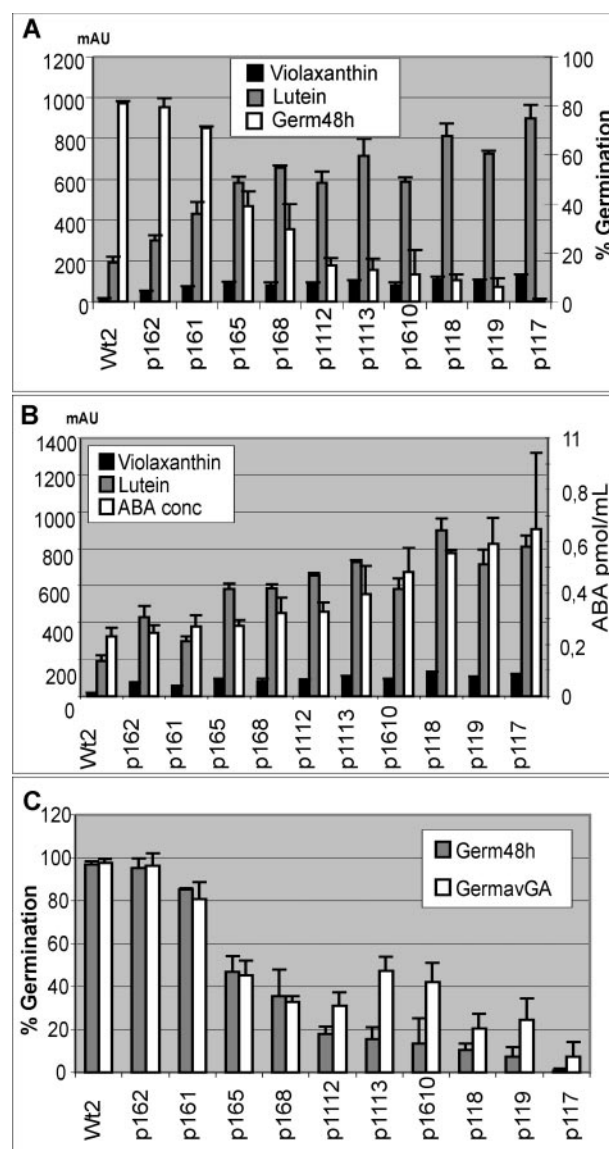 A
mAU
1200
1000
800
600
400
200
0
Violaxanthin
Lutein
Germ48h
100
80
60
40
20
0
% Germination
Wt2
p162
p161
p165
p168
p1112
p1113
p1610
p118
p119
p117
B
mAU
1400
1200
1000
800
600
400
200
0
Violaxanthin
Lutein
ABA conc
11
0,8
0,6
0,4
0,2
0
ABA pmol/mL
Wt2
p162
p161
p165
p168
p1112
p1113
p1610
p118
p119
p117
C
120
100
80
60
40
20
0
% Germination
Germ48h
GermavGA
Wt2
p162
p161
p165
p168
p1112
p1113
p1610
p118
p119
p117